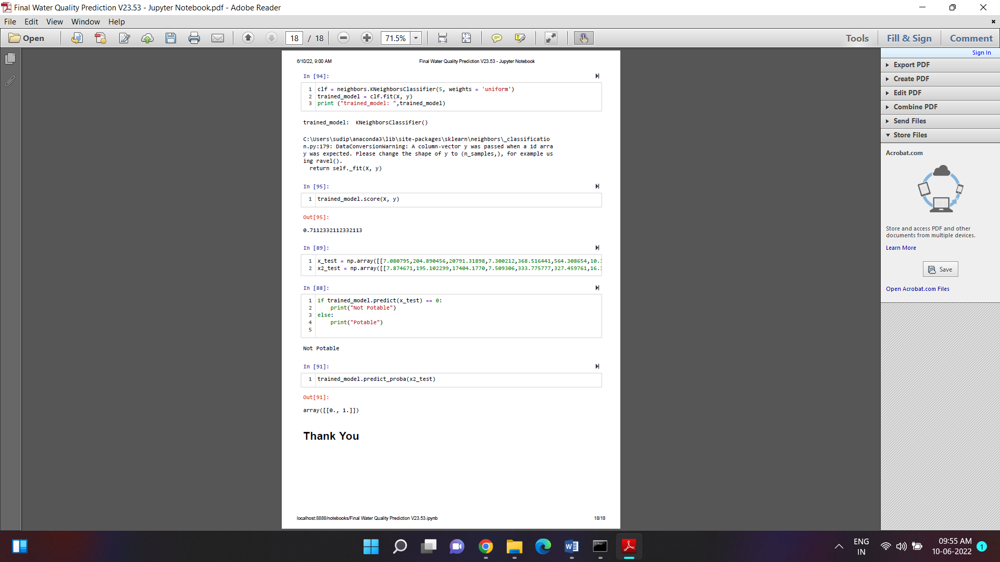 Final Water Quality Prediction V23.53 - Jupyter Notebook.pdf - Adobe Reader
File Edit View Window Help
Open 18 / 18 71.5% Tools Fill & Sign Comment
Sign In
Export PDF
Create PDF
Edit PDF
Combine PDF
Send Files
Store Files
Acrobat.com
Store and access PDF and other
documents from multiple devices.
Learn More
Save
Open Acrobat.com Files
6/10/22, 9:00 AM Final Water Quality Prediction V23.53 - Jupyter Notebook
In [94]:
1 clf = neighbors.KNeighborsClassifier(5, weights = 'uniform')
2 trained_model = clf.fit(X, y)
3 print ("trained_model: ",trained_model)
trained_model:  KNeighborsClassifier()
C:\Users\sudip\anaconda3\lib\site-packages\sklearn\neighbors\_classificatio
n.py:179: DataConversionWarning: A column-vector y was passed when a 1d arra
y was expected. Please change the shape of y to (n_samples,), for example us
ing ravel().
  return self._fit(X, y)
In [95]:
1 trained_model.score(X, y)
Out[95]:
0.7112332112332113
In [89]:
1 x_test = np.array([[7.080795,204.890456,20791.31898,7.300212,368.516441,564.308654,10.3
2 x2_test = np.array([[7.874671,195.102299,17404.1770,7.509306,333.775777,327.459761,16.1
In [88]:
1 if trained_model.predict(x_test) == 0:
2     print("Not Potable")
3 else:
4     print("Potable")
5
Not Potable
In [91]:
1 trained_model.predict_proba(x2_test)
Out[91]:
array([[0., 1.]])
Thank You
localhost:8888/notebooks/Final Water Quality Prediction V23.53.ipynb 18/18
ENG
IN
09:55 AM
10-06-2022
1